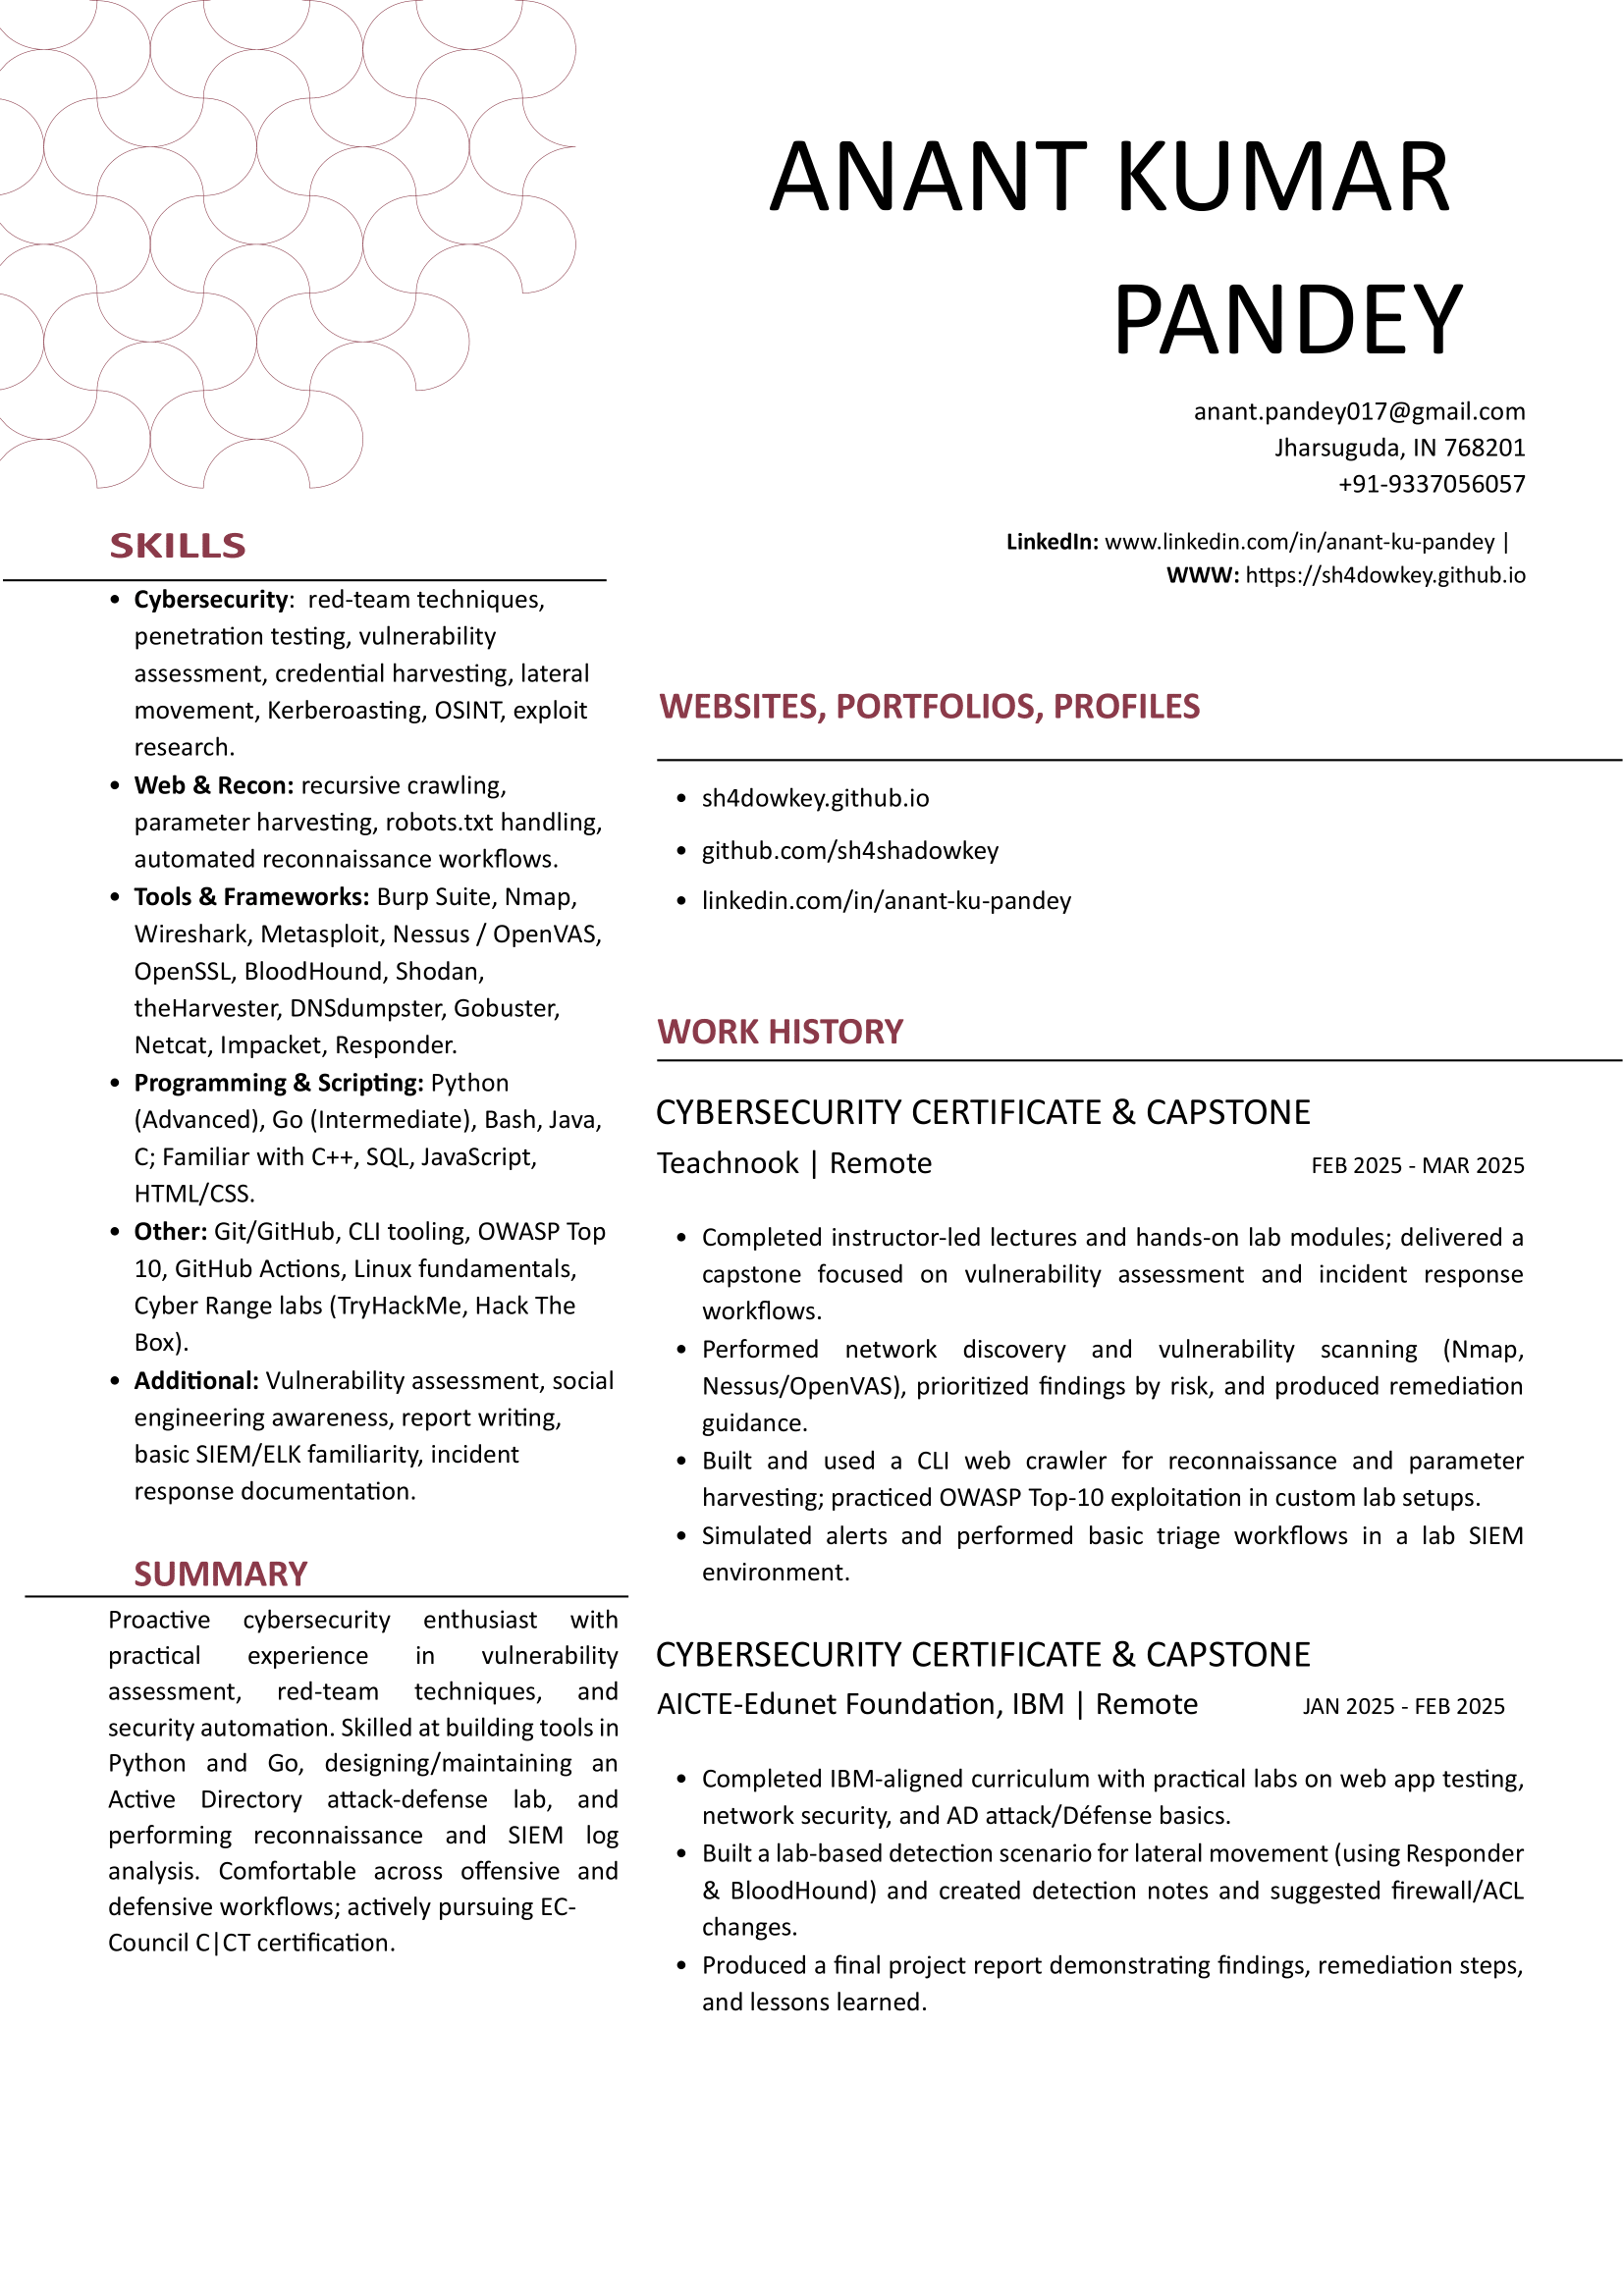 ANANT KUMAR
PANDEY
anant.pandey017@gmail.com
Jharsuguda, IN 768201
+91-9337056057
LinkedIn: www.linkedin.com/in/anant-ku-pandey |
WWW: https://sh4dowkey.github.io
SKILLS
• Cybersecurity:  red-team techniques,
penetration testing, vulnerability
assessment, credential harvesting, lateral
movement, Kerberoasting, OSINT, exploit
research.
• Web & Recon: recursive crawling,
parameter harvesting, robots.txt handling,
automated reconnaissance workflows.
• Tools & Frameworks: Burp Suite, Nmap,
Wireshark, Metasploit, Nessus / OpenVAS,
OpenSSL, BloodHound, Shodan,
theHarvester, DNSdumpster, Gobuster,
Netcat, Impacket, Responder.
• Programming & Scripting: Python
(Advanced), Go (Intermediate), Bash, Java,
C; Familiar with C++, SQL, JavaScript,
HTML/CSS.
• Other: Git/GitHub, CLI tooling, OWASP Top
10, GitHub Actions, Linux fundamentals,
Cyber Range labs (TryHackMe, Hack The
Box).
• Additional: Vulnerability assessment, social
engineering awareness, report writing,
basic SIEM/ELK familiarity, incident
response documentation.
SUMMARY
Proactive cybersecurity enthusiast with
practical experience in vulnerability
assessment, red-team techniques, and
security automation. Skilled at building tools in
Python and Go, designing/maintaining an
Active Directory attack-defense lab, and
performing reconnaissance and SIEM log
analysis. Comfortable across offensive and
defensive workflows; actively pursuing EC-
Council C|CT certification.
WEBSITES, PORTFOLIOS, PROFILES
• sh4dowkey.github.io
• github.com/sh4shadowkey
• linkedin.com/in/anant-ku-pandey
WORK HISTORY
CYBERSECURITY CERTIFICATE & CAPSTONE
Teachnook | Remote FEB 2025 - MAR 2025
• Completed instructor-led lectures and hands-on lab modules; delivered a
capstone focused on vulnerability assessment and incident response
workflows.
• Performed network discovery and vulnerability scanning (Nmap,
Nessus/OpenVAS), prioritized findings by risk, and produced remediation
guidance.
• Built and used a CLI web crawler for reconnaissance and parameter
harvesting; practiced OWASP Top-10 exploitation in custom lab setups.
• Simulated alerts and performed basic triage workflows in a lab SIEM
environment.
CYBERSECURITY CERTIFICATE & CAPSTONE
AICTE-Edunet Foundation, IBM | Remote JAN 2025 - FEB 2025
• Completed IBM-aligned curriculum with practical labs on web app testing,
network security, and AD attack/Défense basics.
• Built a lab-based detection scenario for lateral movement (using Responder
& BloodHound) and created detection notes and suggested firewall/ACL
changes.
• Produced a final project report demonstrating findings, remediation steps,
and lessons learned.